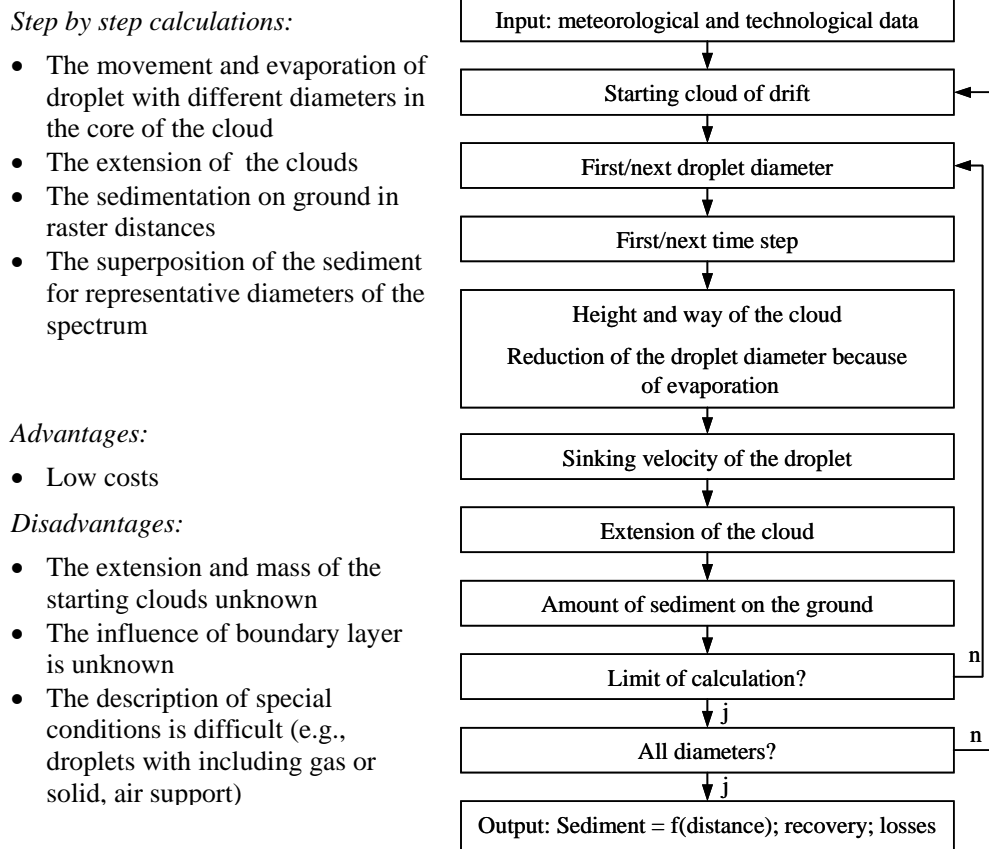 Step by step calculations:
• The movement and evaporation of
droplet with different diameters in
the core of the cloud
• The extension of the clouds
• The sedimentation on ground in
raster distances
• The superposition of the sediment
for representative diameters of the
spectrum
Advantages:
• Low costs
Disadvantages:
• The extension and mass of the
starting clouds unknown
• The influence of boundary layer
is unknown
• The description of special
conditions is difficult (e.g.,
droplets with including gas or
solid, air support)
Input: meteorological and technological data
Starting cloud of drift
First/next droplet diameter
First/next time step
Height and way of the cloud
Reduction of the droplet diameter because
of evaporation
Sinking velocity of the droplet
Extension of the cloud
Amount of sediment on the ground
Limit of calculation?
n
j
All diameters?
n
j
Output: Sediment = f(distance); recovery; losses